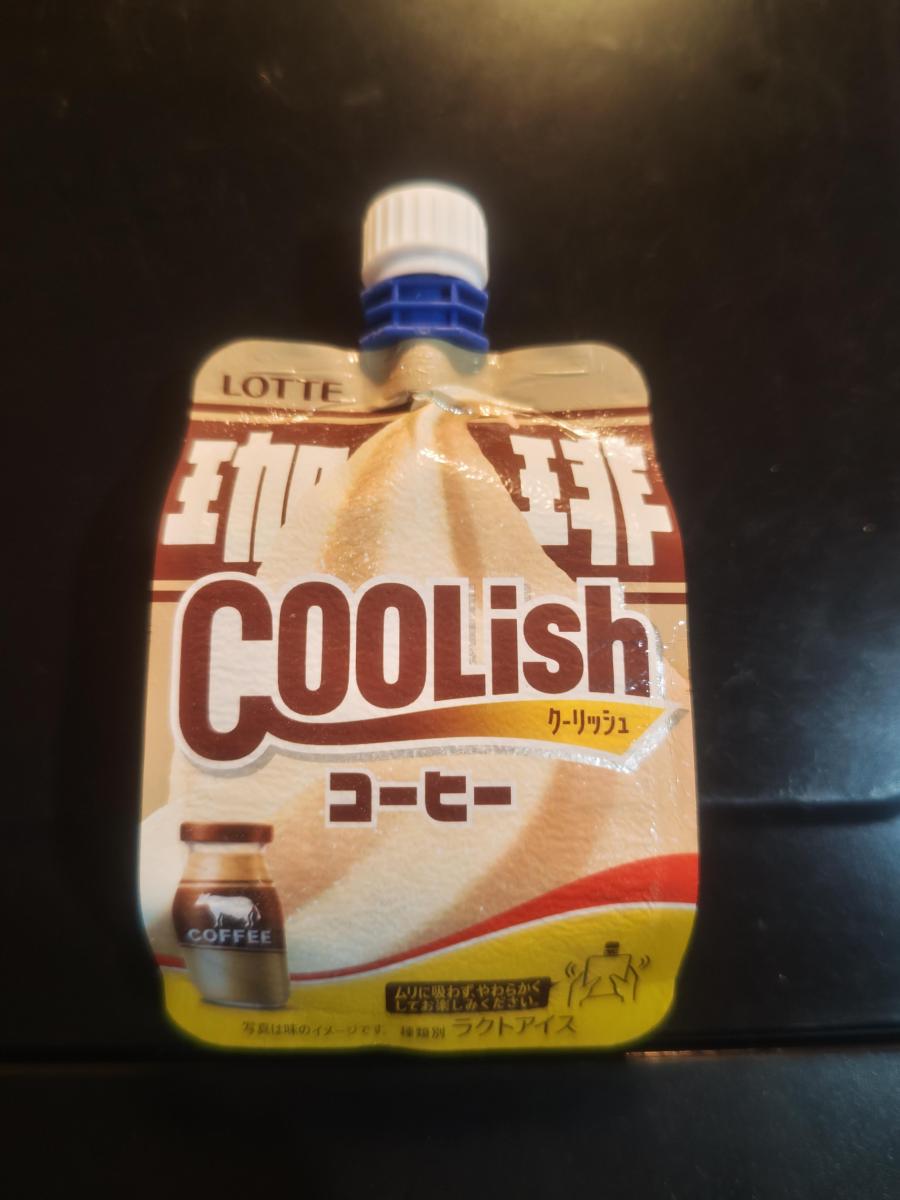 LOTTE
珈琲
COOLish
クーリッシュ
コーヒー
COFFEE
ムリに吸わず、やわらかく
してお楽しみください。
写真は味のイメージです。 種類別 ラクトアイス